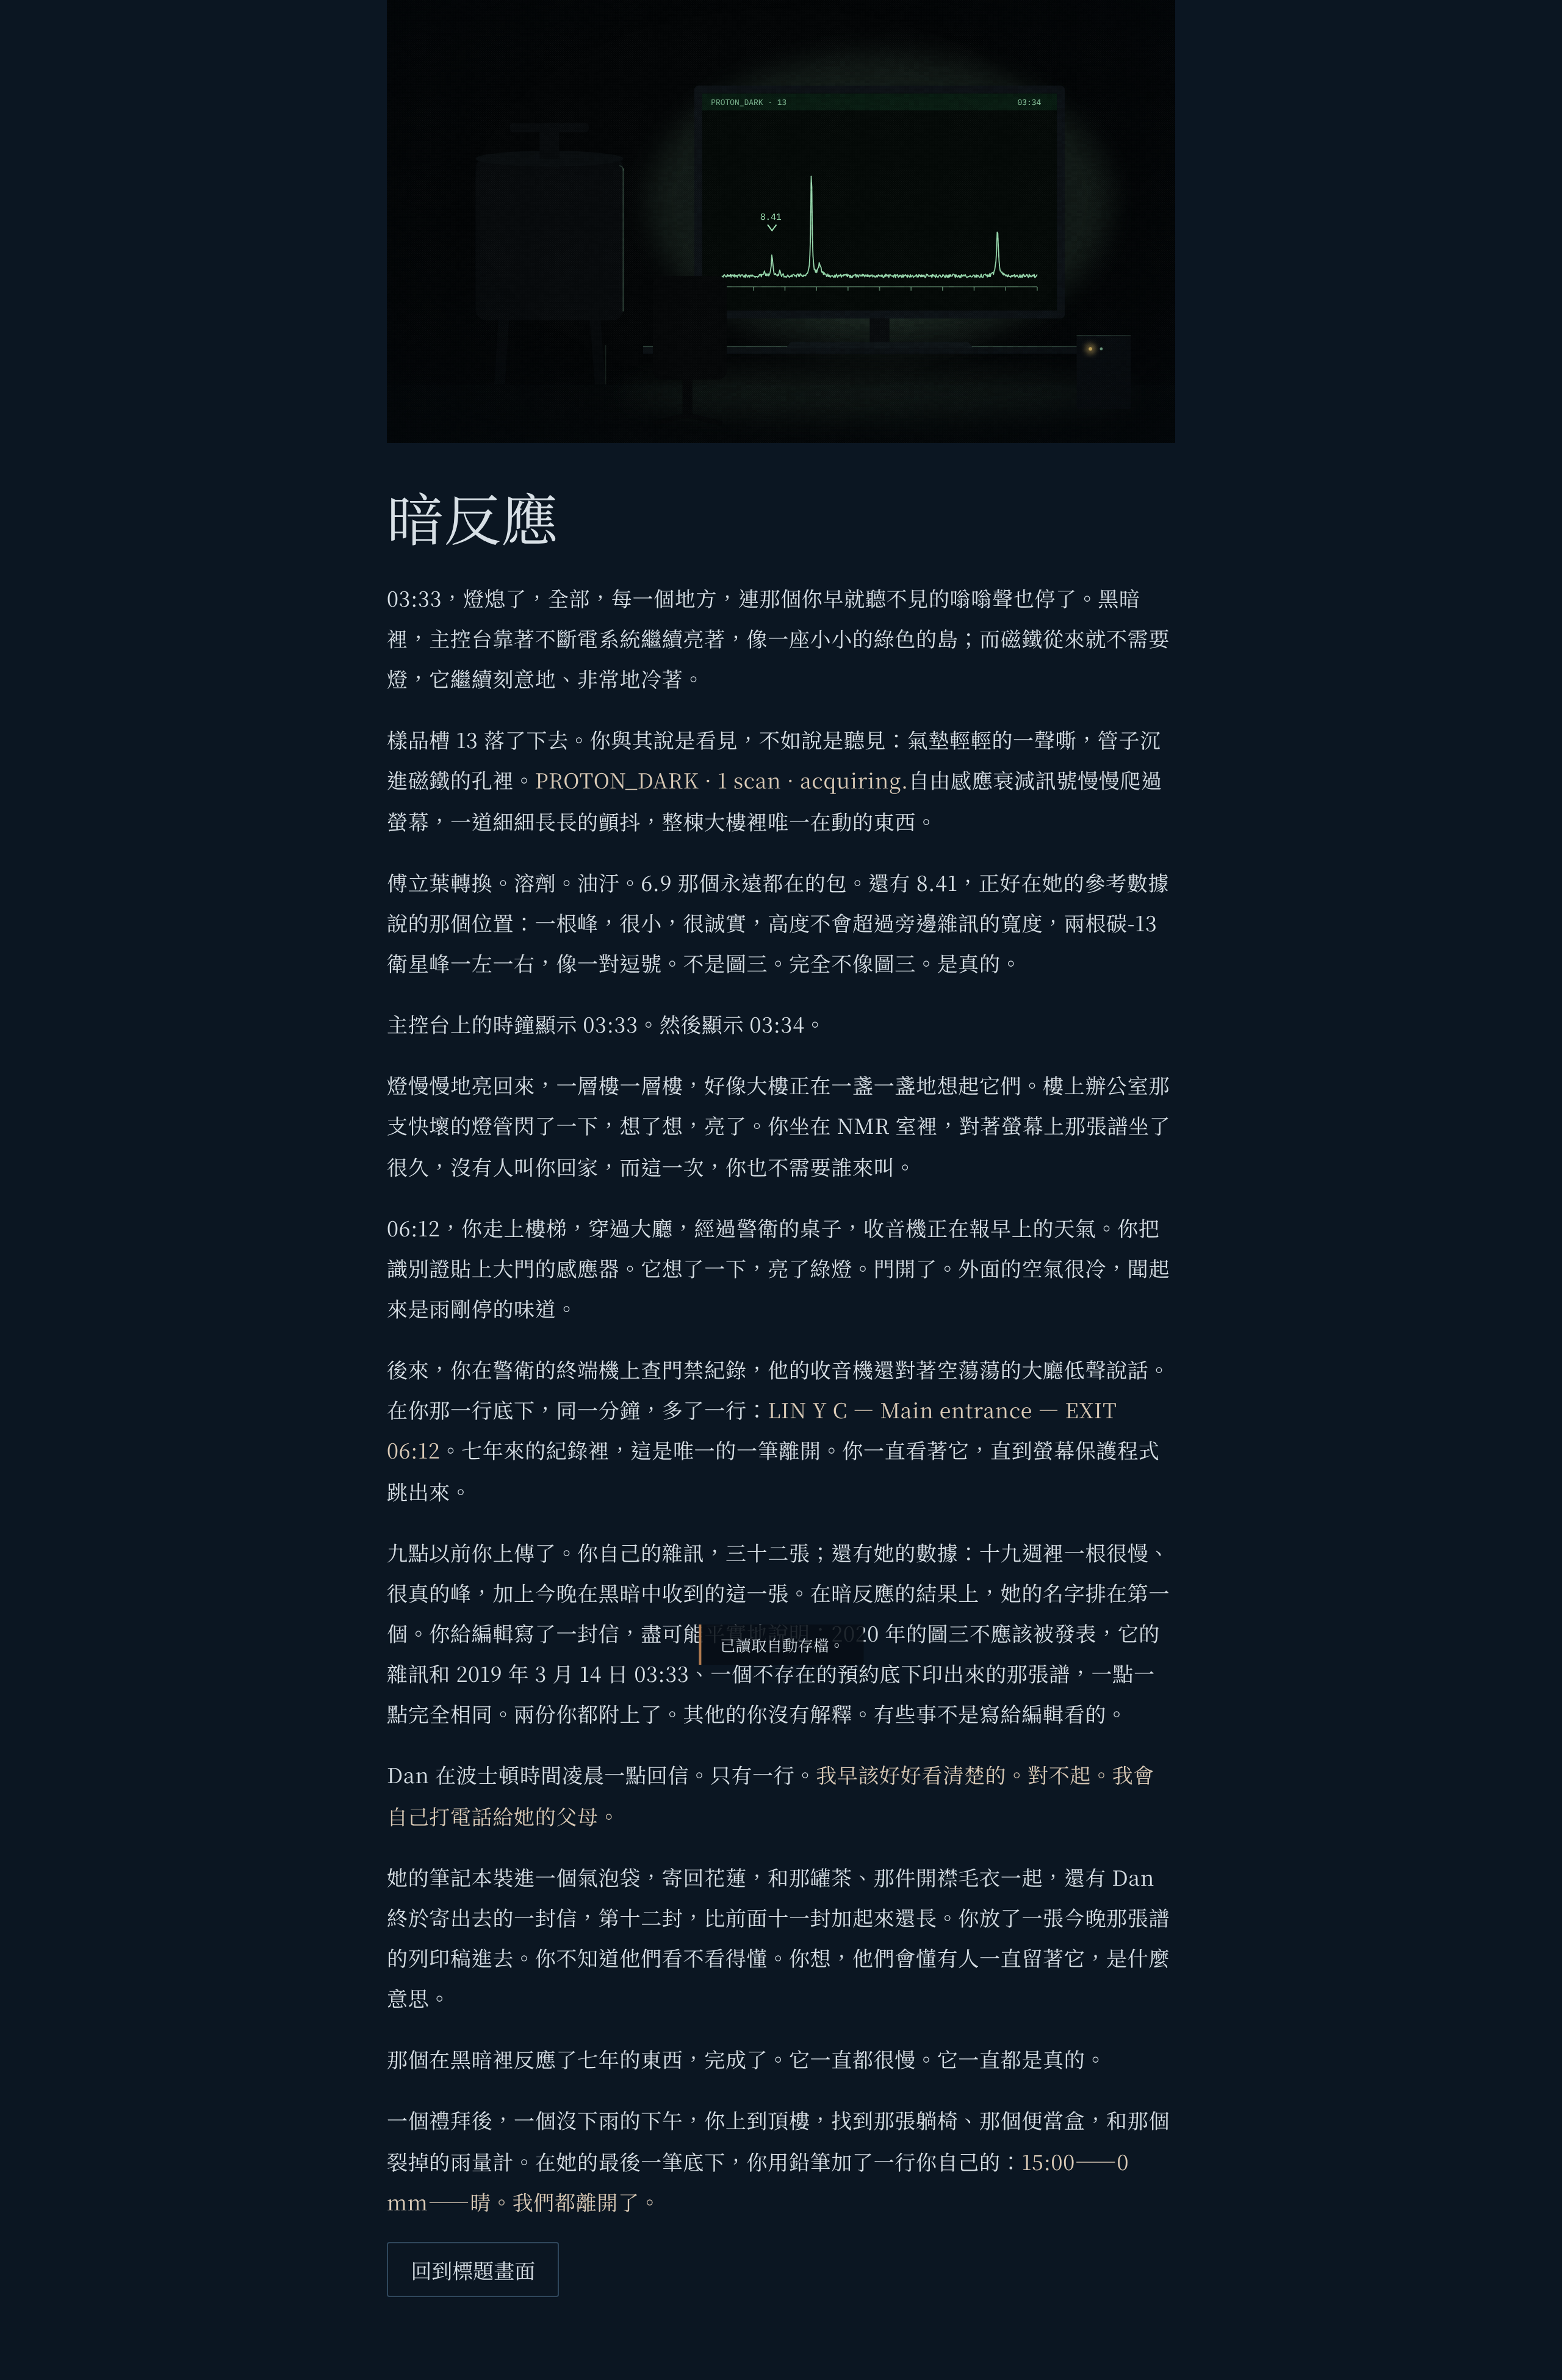 PROTON_DARK · 13
03:34
8.41
暗反應
03:33，燈熄了，全部，每一個地方，連那個你早就聽不見的嗡嗡聲也停了。黑暗
裡，主控台靠著不斷電系統繼續亮著，像一座小小的綠色的島；而磁鐵從來就不需要
燈，它繼續刻意地、非常地冷著。
樣品槽 13 落了下去。你與其說是看見，不如說是聽見：氣墊輕輕的一聲嘶，管子沉
進磁鐵的孔裡。PROTON_DARK · 1 scan · acquiring.自由感應衰減訊號慢慢爬過
螢幕，一道細細長長的顫抖，整棟大樓裡唯一在動的東西。
傅立葉轉換。溶劑。油汙。6.9 那個永遠都在的包。還有 8.41，正好在她的參考數據
說的那個位置：一根峰，很小，很誠實，高度不會超過旁邊雜訊的寬度，兩根碳-13
衛星峰一左一右，像一對逗號。不是圖三。完全不像圖三。是真的。
主控台上的時鐘顯示 03:33。然後顯示 03:34。
燈慢慢地亮回來，一層樓一層樓，好像大樓正在一盞一盞地想起它們。樓上辦公室那
支快壞的燈管閃了一下，想了想，亮了。你坐在 NMR 室裡，對著螢幕上那張譜坐了
很久，沒有人叫你回家，而這一次，你也不需要誰來叫。
06:12，你走上樓梯，穿過大廳，經過警衛的桌子，收音機正在報早上的天氣。你把
識別證貼上大門的感應器。它想了一下，亮了綠燈。門開了。外面的空氣很冷，聞起
來是雨剛停的味道。
後來，你在警衛的終端機上查門禁紀錄，他的收音機還對著空蕩蕩的大廳低聲說話。
在你那一行底下，同一分鐘，多了一行：LIN Y C — Main entrance — EXIT
06:12。七年來的紀錄裡，這是唯一的一筆離開。你一直看著它，直到螢幕保護程式
跳出來。
九點以前你上傳了。你自己的雜訊，三十二張；還有她的數據：十九週裡一根很慢、
很真的峰，加上今晚在黑暗中收到的這一張。在暗反應的結果上，她的名字排在第一
個。你給編輯寫了一封信，盡可能平實地說明：2020 年的圖三不應該被發表，它的
已讀取自動存檔。
雜訊和 2019 年 3 月 14 日 03:33、一個不存在的預約底下印出來的那張譜，一點一
點完全相同。兩份你都附上了。其他的你沒有解釋。有些事不是寫給編輯看的。
Dan 在波士頓時間凌晨一點回信。只有一行。我早該好好看清楚的。對不起。我會
自己打電話給她的父母。
她的筆記本裝進一個氣泡袋，寄回花蓮，和那罐茶、那件開襟毛衣一起，還有 Dan
終於寄出去的一封信，第十二封，比前面十一封加起來還長。你放了一張今晚那張譜
的列印稿進去。你不知道他們看不看得懂。你想，他們會懂有人一直留著它，是什麼
意思。
那個在黑暗裡反應了七年的東西，完成了。它一直都很慢。它一直都是真的。
一個禮拜後，一個沒下雨的下午，你上到頂樓，找到那張躺椅、那個便當盒，和那個
裂掉的雨量計。在她的最後一筆底下，你用鉛筆加了一行你自己的：15:00——0
mm——晴。我們都離開了。
回到標題畫面